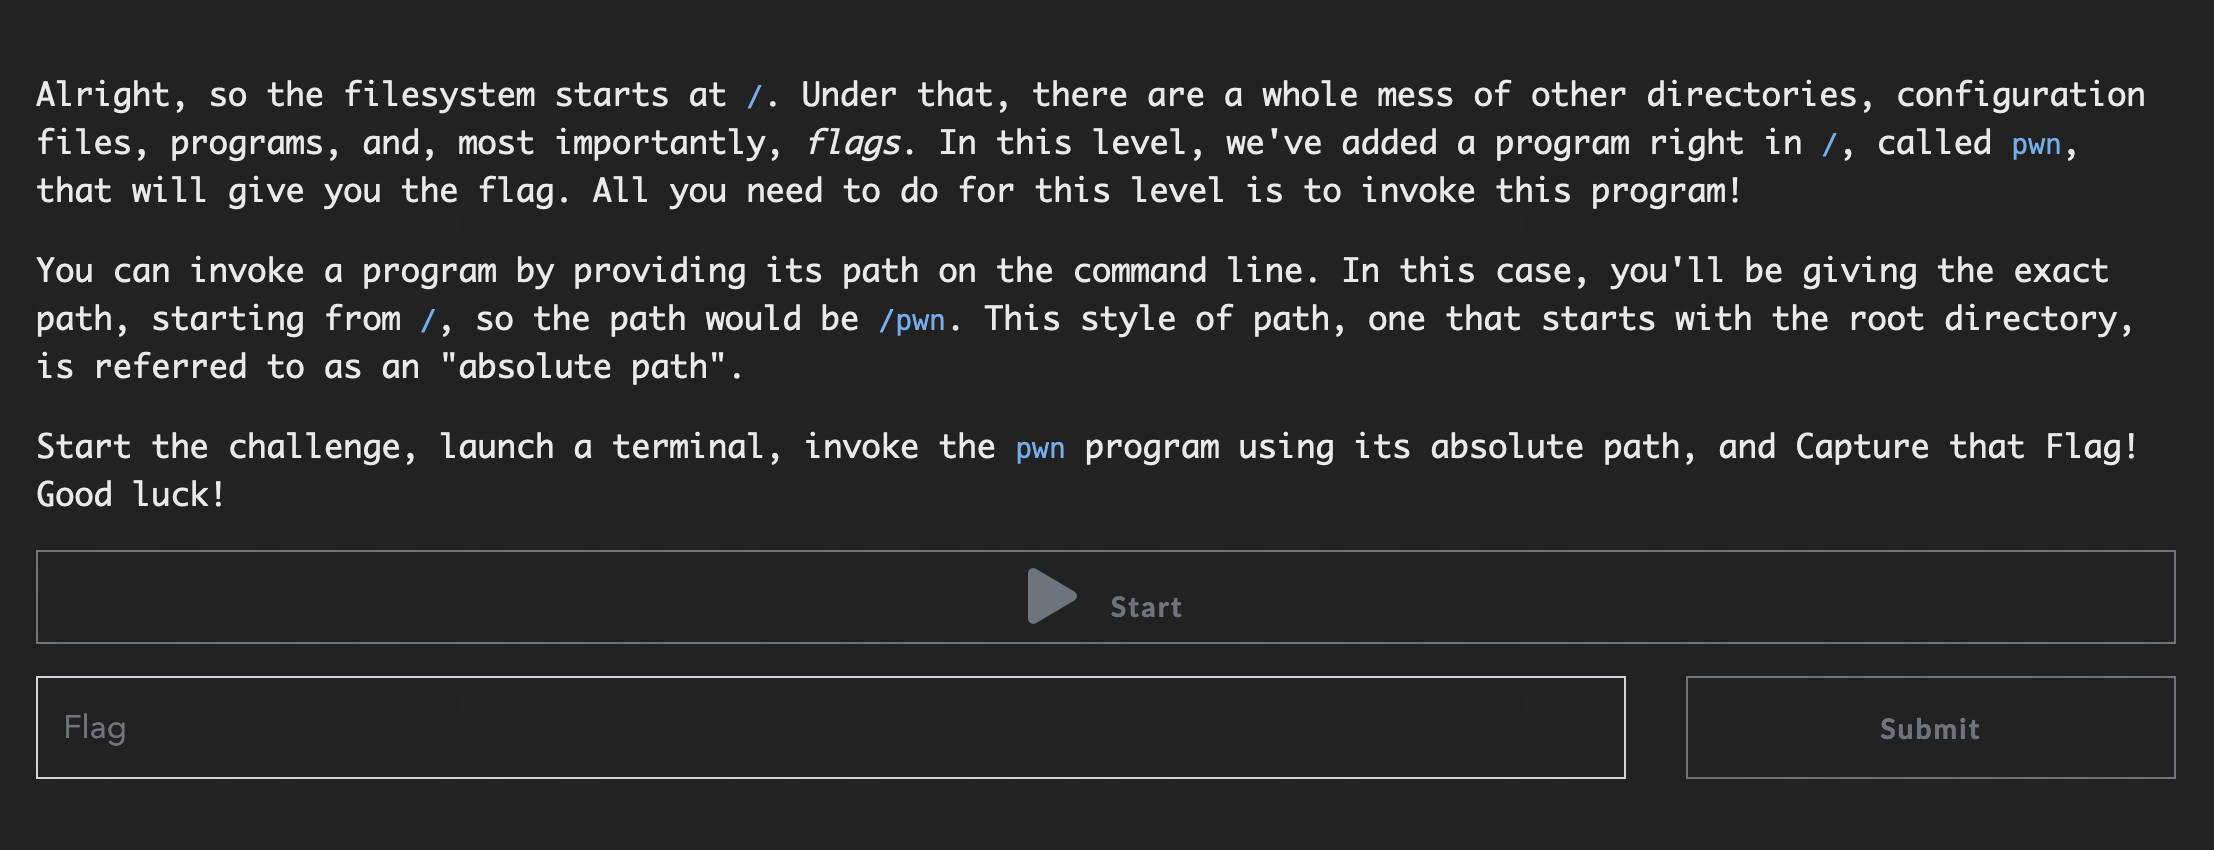 Alright, so the filesystem starts at /. Under that, there are a whole mess of other directories, configuration
files, programs, and, most importantly, flags. In this level, we've added a program right in /, called pwn,
that will give you the flag. All you need to do for this level is to invoke this program!
You can invoke a program by providing its path on the command line. In this case, you'll be giving the exact
path, starting from /, so the path would be /pwn. This style of path, one that starts with the root directory,
is referred to as an "absolute path".
Start the challenge, launch a terminal, invoke the pwn program using its absolute path, and Capture that Flag!
Good luck!
Start
Flag
Submit